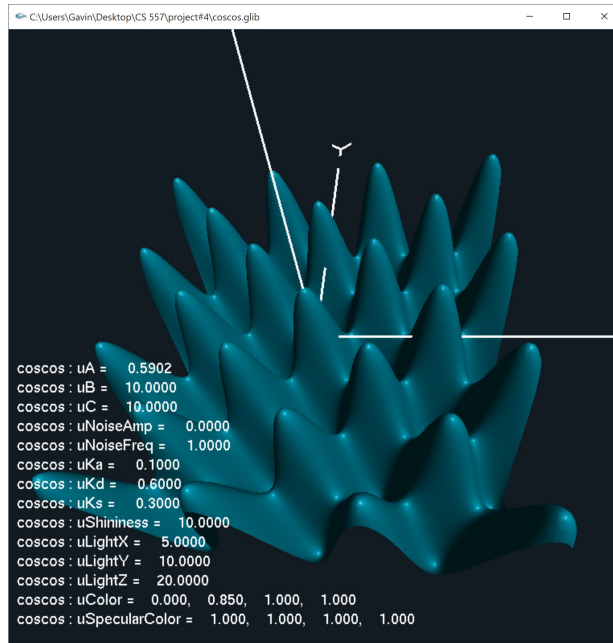 C:\Users\Gavin\Desktop\CS 557\project#4\coscos.glib
Y
coscos : uA = 0.5902
coscos : uB = 10.0000
coscos : uC = 10.0000
coscos : uNoiseAmp = 0.0000
coscos : uNoiseFreq = 1.0000
coscos : uKa = 0.1000
coscos : uKd = 0.6000
coscos : uKs = 0.3000
coscos : uShininess = 10.0000
coscos : uLightX = 5.0000
coscos : uLightY = 10.0000
coscos : uLightZ = 20.0000
coscos : uColor = 0.000, 0.850, 1.000, 1.000
coscos : uSpecularColor = 1.000, 1.000, 1.000, 1.000